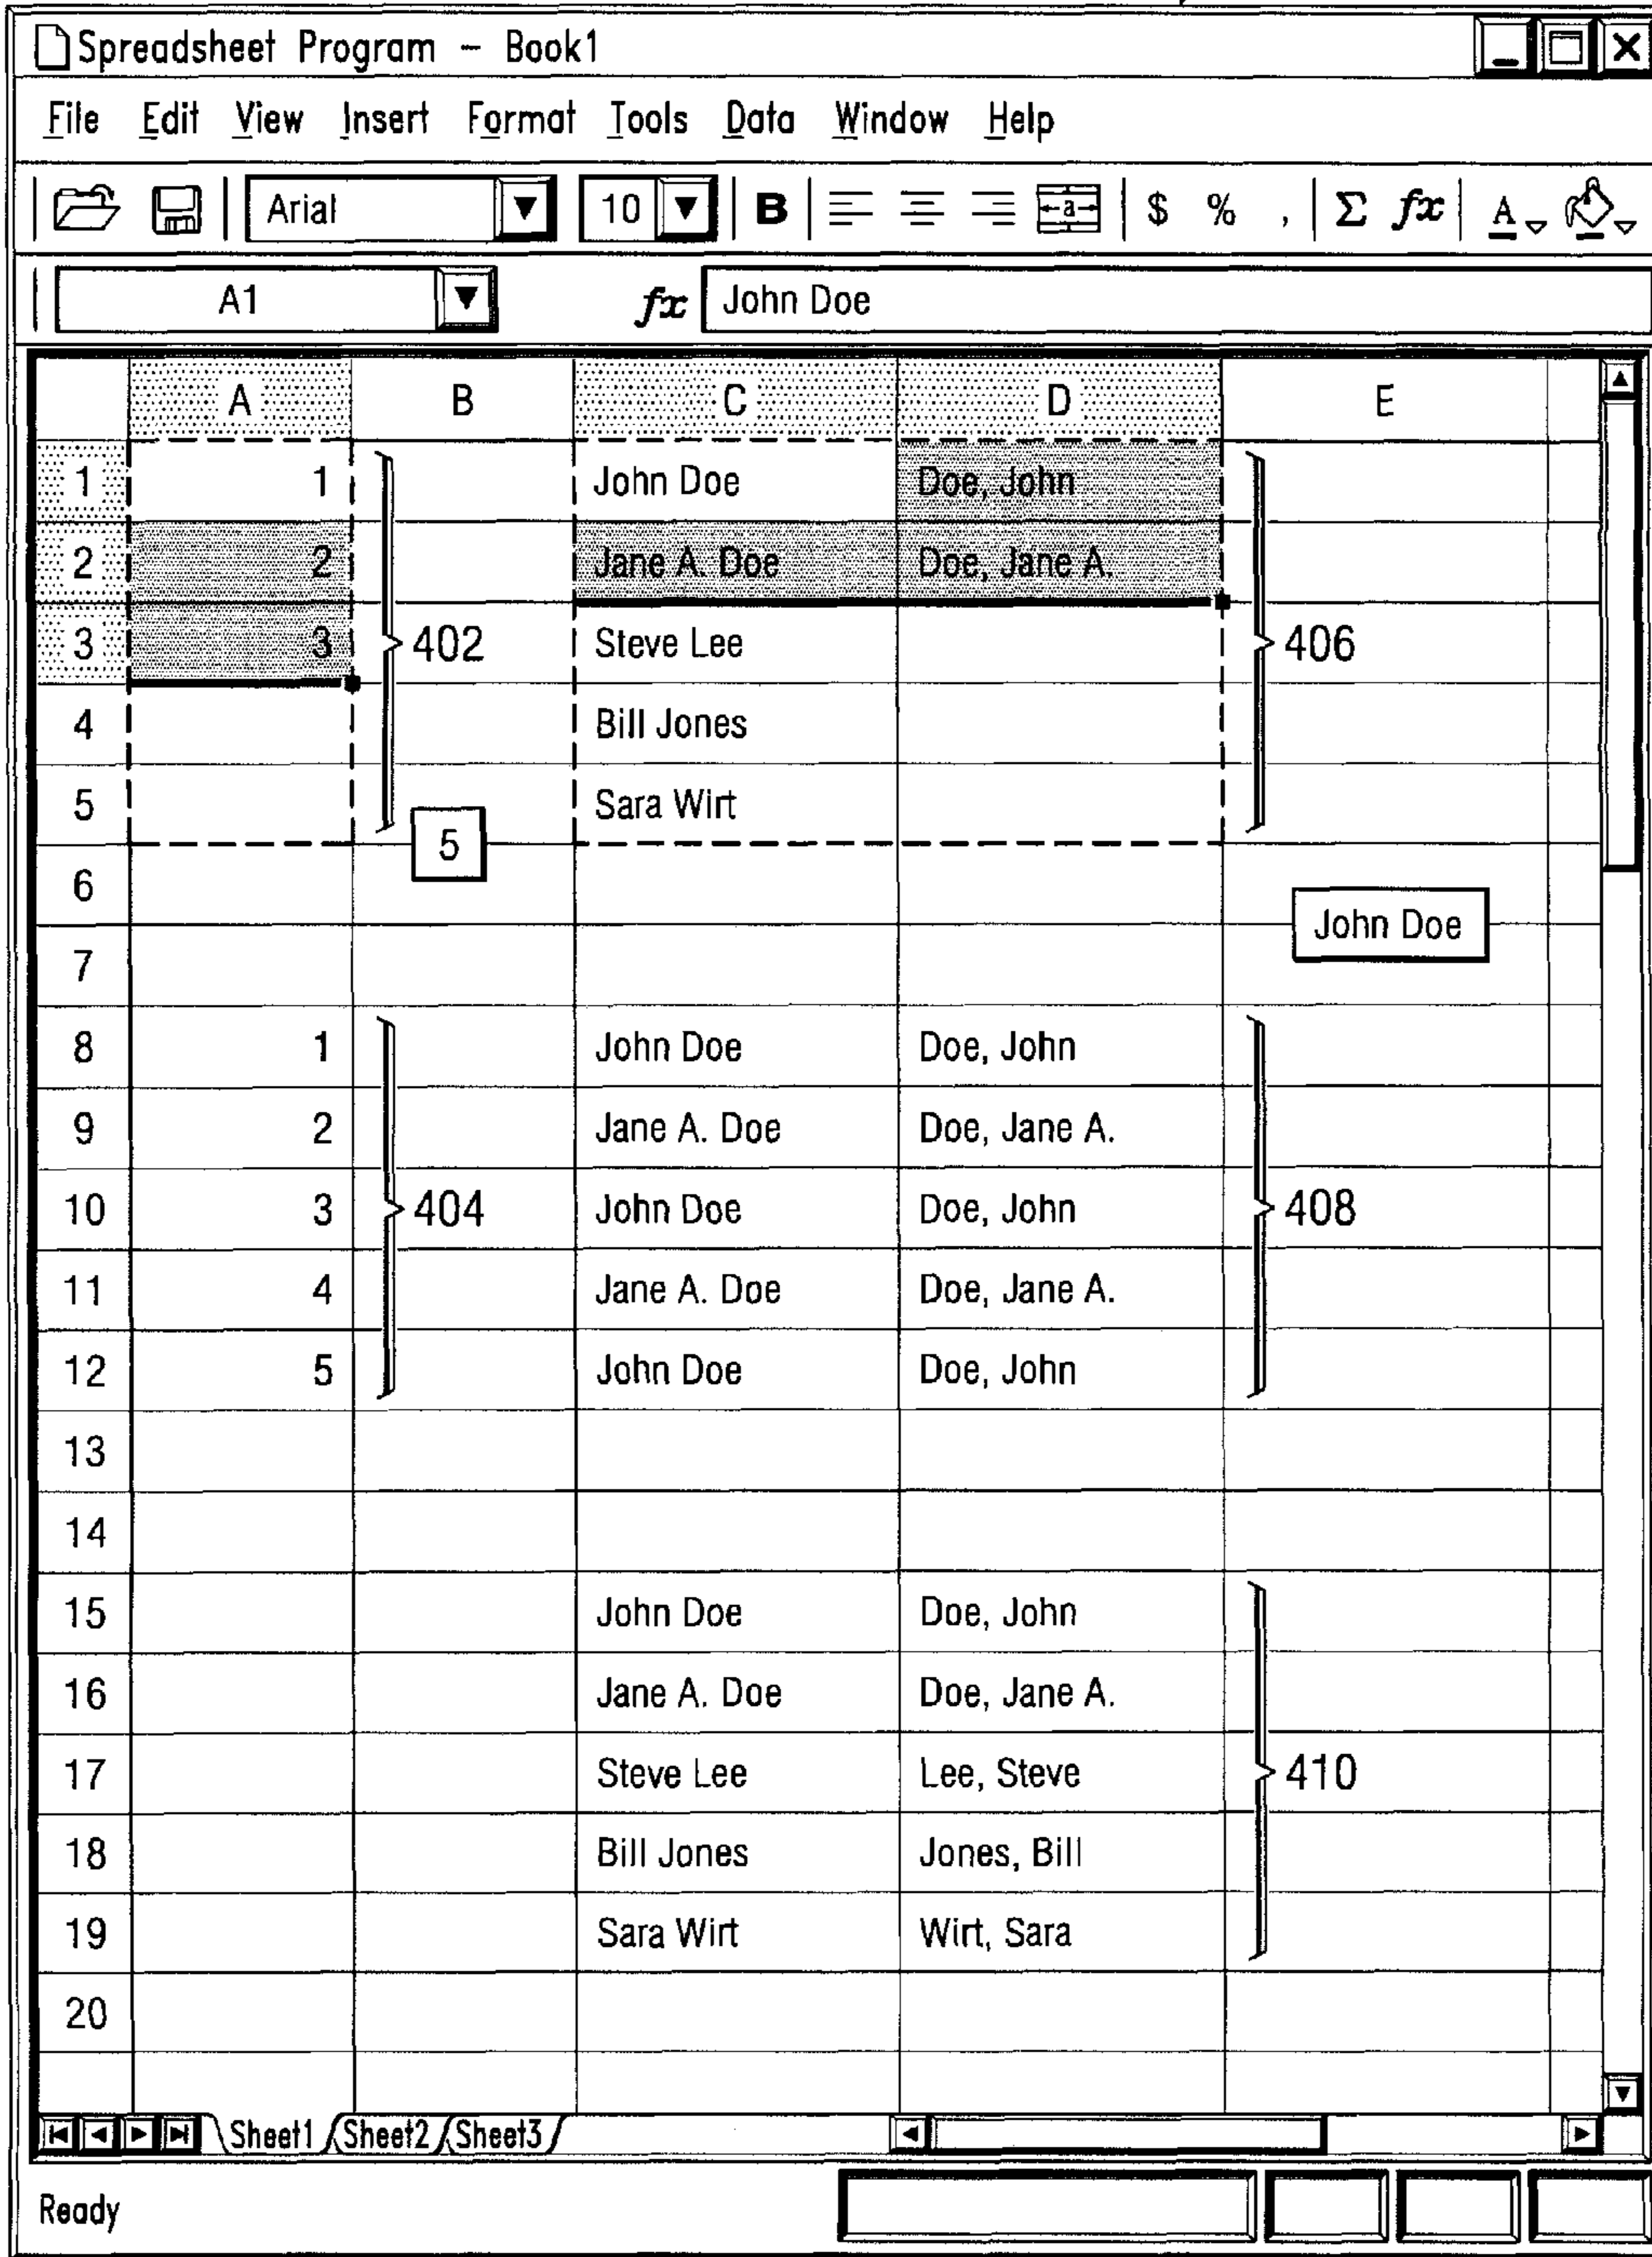 Spreadsheet Program – Book1
File Edit View Insert Format Tools Data Window Help
Arial 10 B a $ % , Σ fx A
A1 fx John Doe
A B C D E
1 1 John Doe Doe, John
2 2 Jane A. Doe Doe, Jane A.
3 3 402 Steve Lee 406
4 Bill Jones
5 Sara Wirt
5
6
John Doe
7
8 1 John Doe Doe, John
9 2 Jane A. Doe Doe, Jane A.
10 3 404 John Doe Doe, John 408
11 4 Jane A. Doe Doe, Jane A.
12 5 John Doe Doe, John
13
14
15 John Doe Doe, John
16 Jane A. Doe Doe, Jane A.
17 Steve Lee Lee, Steve 410
18 Bill Jones Jones, Bill
19 Sara Wirt Wirt, Sara
20
Sheet1 Sheet2 Sheet3
Ready